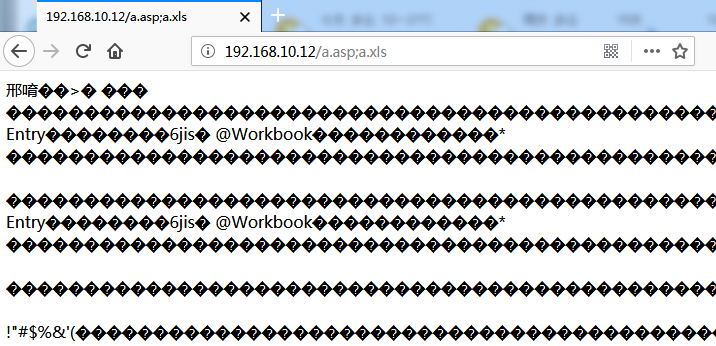 192.168.10.12/a.asp;a.xls
192.168.10.12/a.asp;a.xls
邢唷��>� ���
��������������������������������������������������������
Entry��������6jis� @Workbook������������*
��������������������������������������������������������
��������������������������������������������������������
Entry��������6jis� @Workbook������������*
��������������������������������������������������������
��������������������������������������������������������
!"#$%&'(��������������������������������������������������